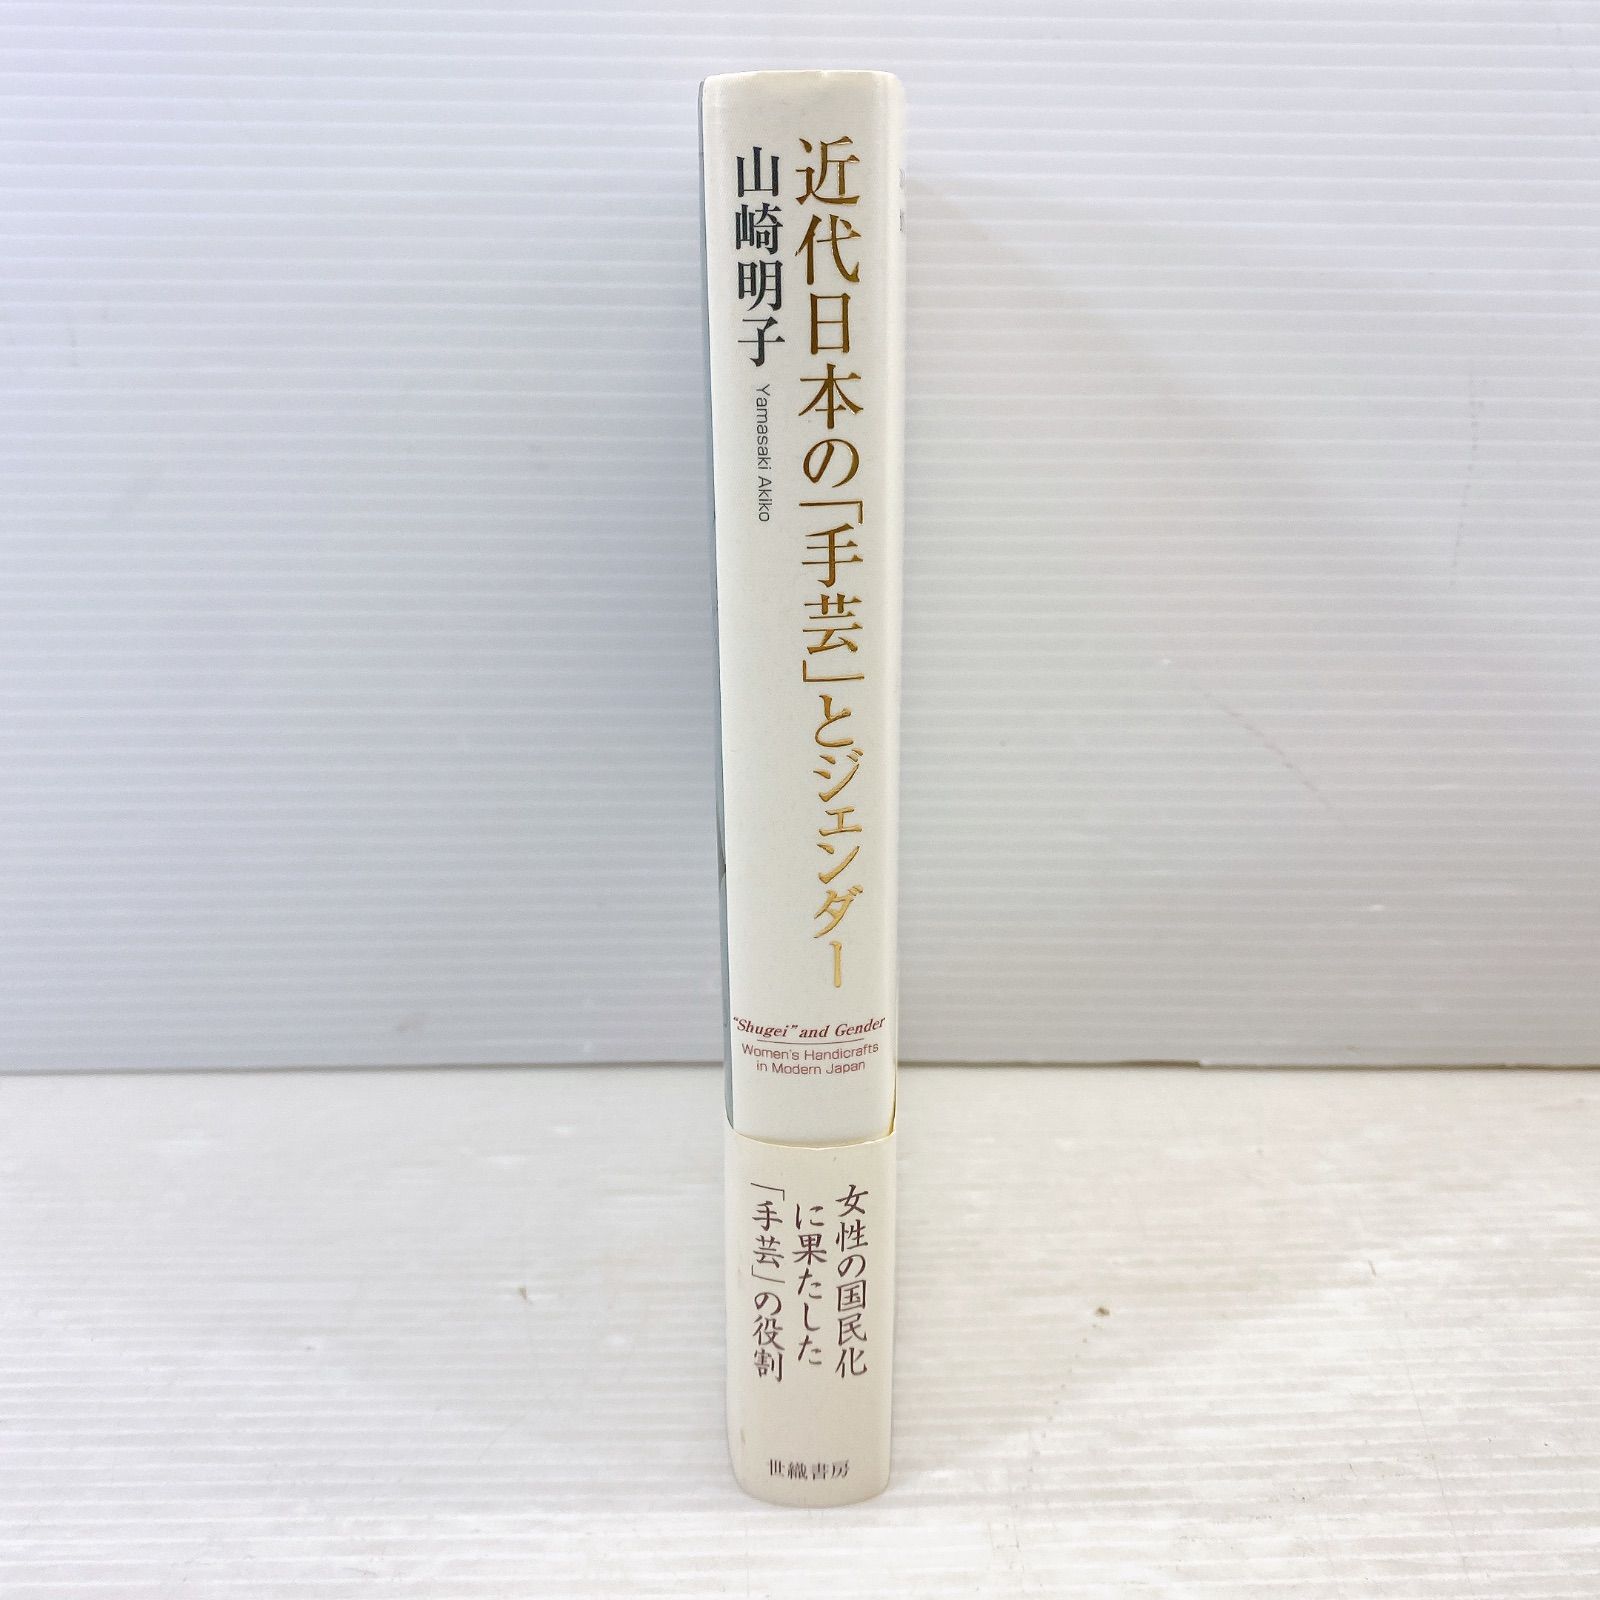 近代日本の「手芸」とジェンダー
山崎明子
Yamasaki Akiko
"Shugei" and Gender
Women's Handicrafts
in Modern Japan
女性の国民化
に果たした
「手芸」の役割
世織書房